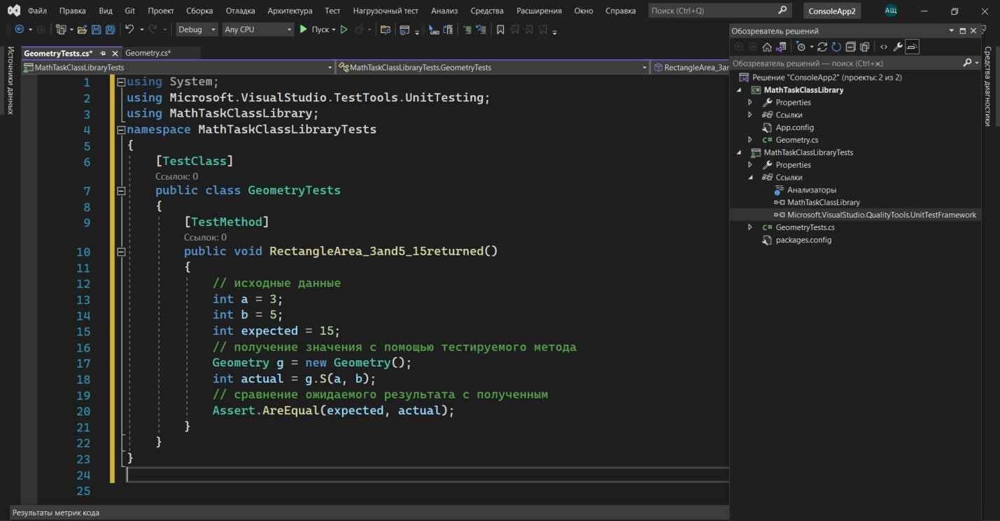 Файл Правка Вид Git Проект Сборка Отладка Архитектура Тест Нагрузочный тест Анализ Средства Расширения Окно Справка Поиск (Ctrl+Q) ConsoleApp2 АЩ
Debug Any CPU Пуск
Обозреватель решений
GeometryTests.cs* Geometry.cs*
MathTaskClassLibraryTests MathTaskClassLibraryTests.GeometryTests RectangleArea_3ar
Источники данных
1 using System;
2 using Microsoft.VisualStudio.TestTools.UnitTesting;
3 using MathTaskClassLibrary;
4 namespace MathTaskClassLibraryTests
5 {
6 [TestClass]
Ссылок: 0
7 public class GeometryTests
8 {
9 [TestMethod]
Ссылок: 0
10 public void RectangleArea_3and5_15returned()
11 {
12 // исходные данные
13 int a = 3;
14 int b = 5;
15 int expected = 15;
16 // получение значения с помощью тестируемого метода
17 Geometry g = new Geometry();
18 int actual = g.S(a, b);
19 // сравнение ожидаемого результата с полученным
20 Assert.AreEqual(expected, actual);
21 }
22 }
23 }
24
25
Обозреватель решений — поиск (Ctrl+ж)
Решение "ConsoleApp2" (проекты: 2 из 2)
MathTaskClassLibrary
Properties
Ссылки
App.config
C# Geometry.cs
MathTaskClassLibraryTests
Properties
Ссылки
Анализаторы
MathTaskClassLibrary
Microsoft.VisualStudio.QualityTools.UnitTestFramework
C# GeometryTests.cs
packages.config
Средства диагностики
Результаты метрик кода